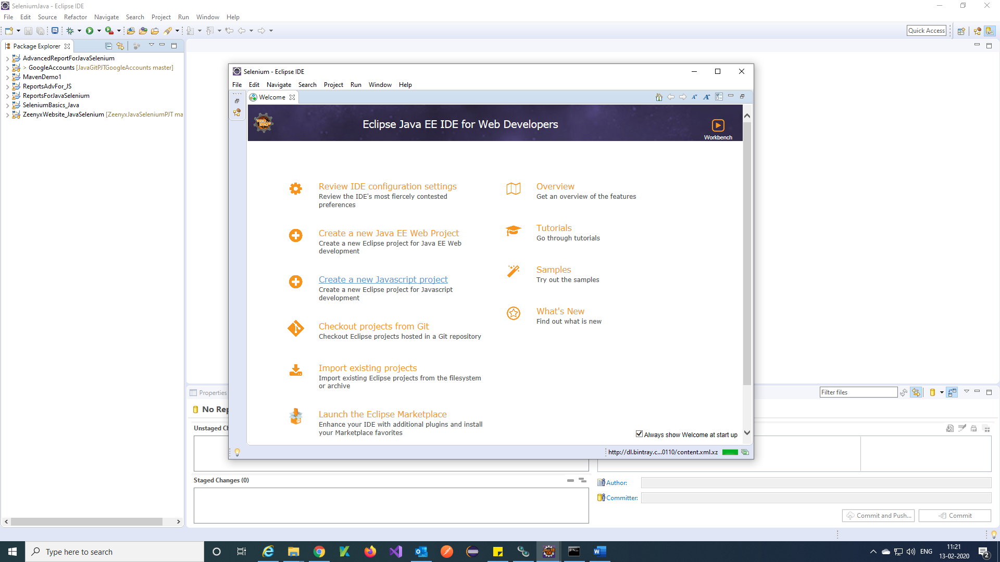 SeleniumJava - Eclipse IDE
File Edit Source Refactor Navigate Search Project Run Window Help
Quick Access
Package Explorer
AdvancedReportForJavaSelenium
> GoogleAccounts [JavaGitPJTGoogleAccounts master]
MavenDemo1
ReportsAdvFor_JS
ReportsForJavaSelenium
SeleniumBasics_Java
ZeenyxWebsite_JavaSelenium [ZeenyxJavaSeleniumPJT ma
Selenium - Eclipse IDE
File Edit Navigate Search Project Run Window Help
Welcome
Eclipse Java EE IDE for Web Developers
Workbench
Review IDE configuration settings
Review the IDE's most fiercely contested
preferences
Create a new Java EE Web Project
Create a new Eclipse project for Java EE Web
development
Create a new Javascript project
Create a new Eclipse project for Javascript
development
Checkout projects from Git
Checkout Eclipse projects hosted in a Git repository
Import existing projects
Import existing Eclipse projects from the filesystem
or archive
Launch the Eclipse Marketplace
Enhance your IDE with additional plugins and install
your Marketplace favorites
Overview
Get an overview of the features
Tutorials
Go through tutorials
Samples
Try out the samples
What's New
Find out what is new
Always show Welcome at start up
http://dl.bintray.c...0110/content.xml.xz
Properties
Filter files
No Rep
Unstaged Ch
Staged Changes (0)
Author:
Committer:
Commit and Push...
Commit
Type here to search
ENG
11:21
13-02-2020
2